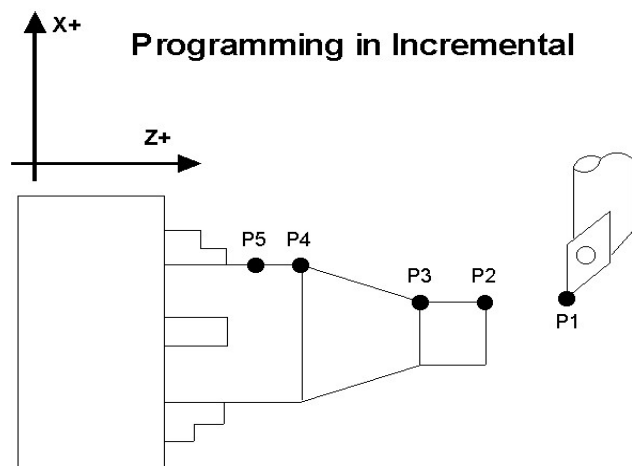 X+
Programming in Incremental
Z+
P5 P4
P3 P2
P1